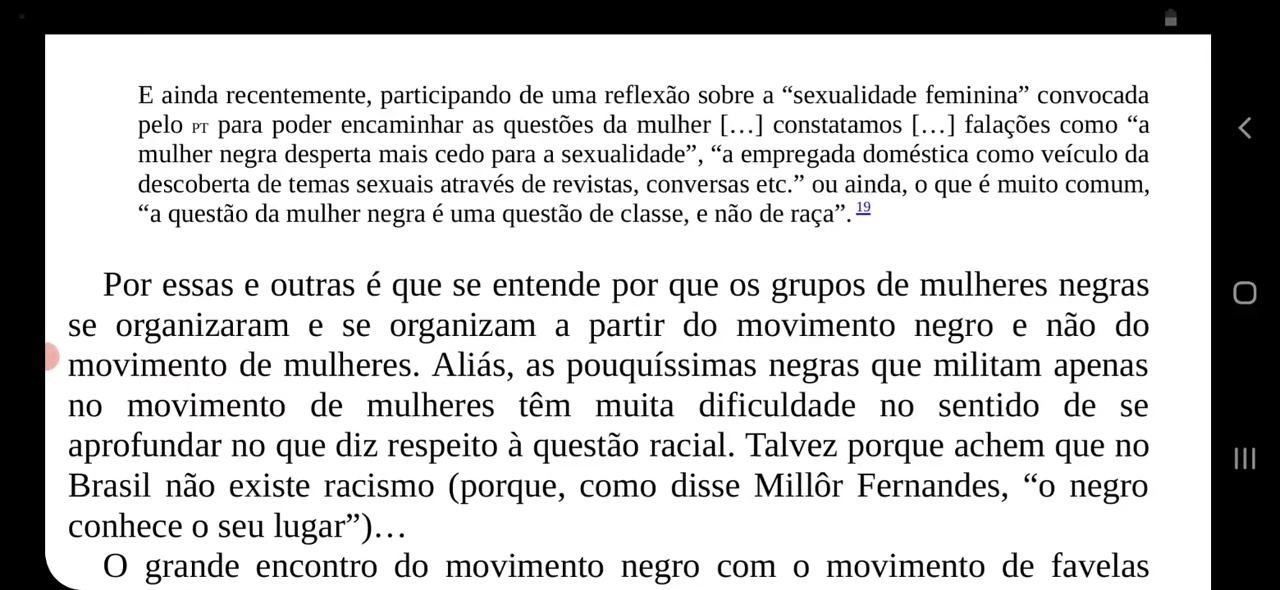 E ainda recentemente, participando de uma reflexão sobre a “sexualidade feminina” convocada
pelo PT para poder encaminhar as questões da mulher […] constatamos […] falações como “a
mulher negra desperta mais cedo para a sexualidade”, “a empregada doméstica como veículo da
descoberta de temas sexuais através de revistas, conversas etc.” ou ainda, o que é muito comum,
“a questão da mulher negra é uma questão de classe, e não de raça”. 19
Por essas e outras é que se entende por que os grupos de mulheres negras
se organizaram e se organizam a partir do movimento negro e não do
movimento de mulheres. Aliás, as pouquíssimas negras que militam apenas
no movimento de mulheres têm muita dificuldade no sentido de se
aprofundar no que diz respeito à questão racial. Talvez porque achem que no
Brasil não existe racismo (porque, como disse Millôr Fernandes, “o negro
conhece o seu lugar”)…
O grande encontro do movimento negro com o movimento de favelas